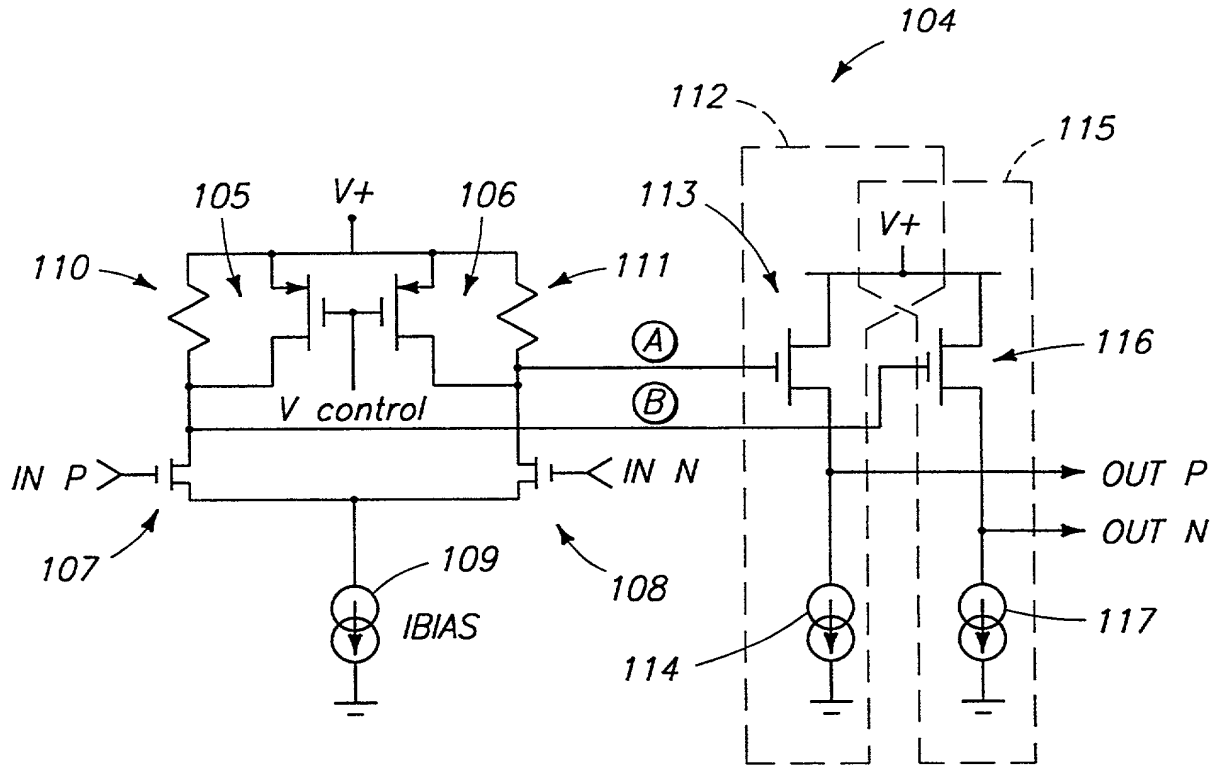 104
112
115
V+
105
106
113
V+
110
111
A
116
V control
B
IN P
IN N
OUT P
OUT N
107
109
108
IBIAS
114
117